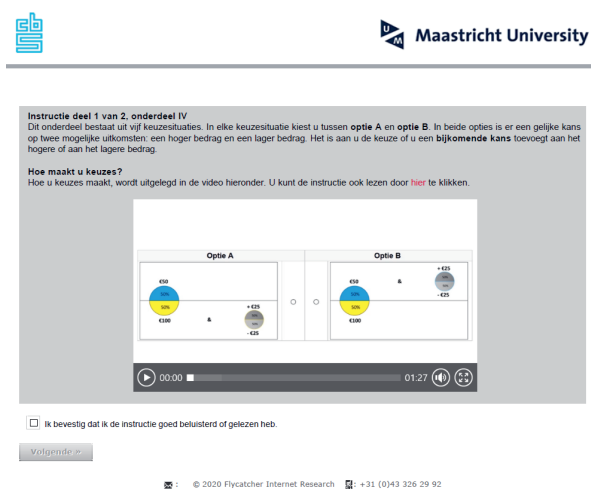 cbs
UM Maastricht University
Instructie deel 1 van 2, onderdeel IV
Dit onderdeel bestaat uit vijf keuzesituaties. In elke keuzesituatie kiest u tussen optie A en optie B. In beide opties is er een gelijke kans
op twee mogelijke uitkomsten: een hoger bedrag en een lager bedrag. Het is aan u de keuze of u een bijkomende kans toevoegt aan het
hogere of aan het lagere bedrag.
Hoe maakt u keuzes?
Hoe u keuzes maakt, wordt uitgelegd in de video hieronder. U kunt de instructie ook lezen door hier te klikken.
Optie A Optie B
€50 €50 & + €25
50% 50% - €25
50% + €25 50%
€100 & €100
- €25
00:00 01:27
Ik bevestig dat ik de instructie goed beluisterd of gelezen heb.
Volgende »
: © 2020 Flycatcher Internet Research : +31 (0)43 326 29 92